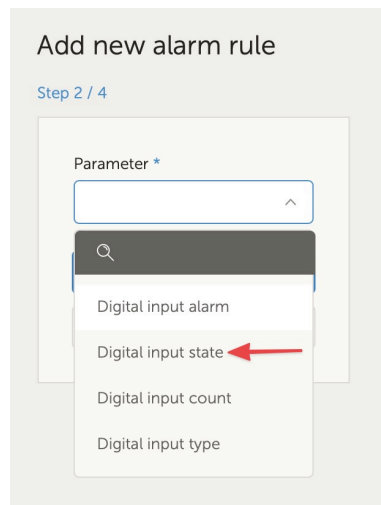 Add new alarm rule
Step 2 / 4
Parameter *
Digital input alarm
Digital input state
Digital input count
Digital input type